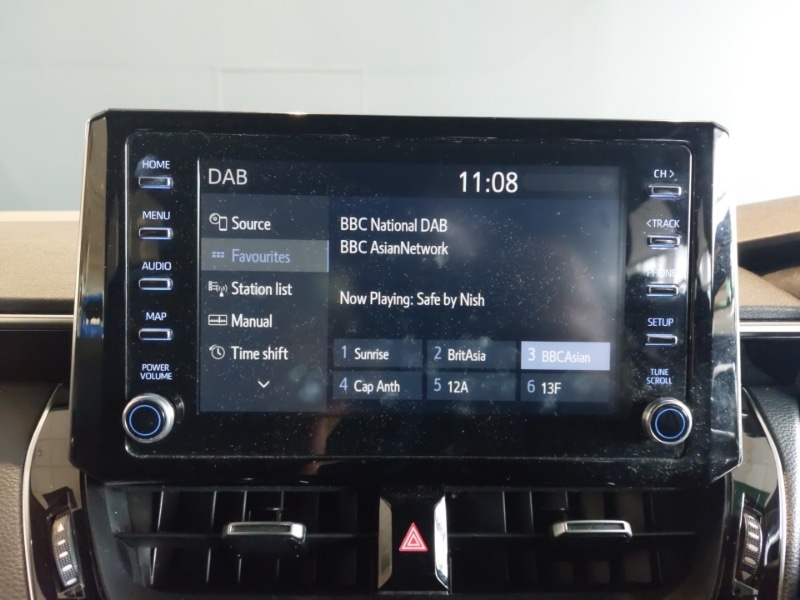 HOME
MENU
AUDIO
MAP
POWER
VOLUME
DAB
11:08
Source
Favourites
Station list
Manual
Time shift
BBC National DAB
BBC AsianNetwork
Now Playing: Safe by Nish
1 Sunrise
2 BritAsia
3 BBCAsian
4 Cap Anth
5 12A
6 13F
CH >
< TRACK
PHONE
SETUP
TUNE
SCROLL